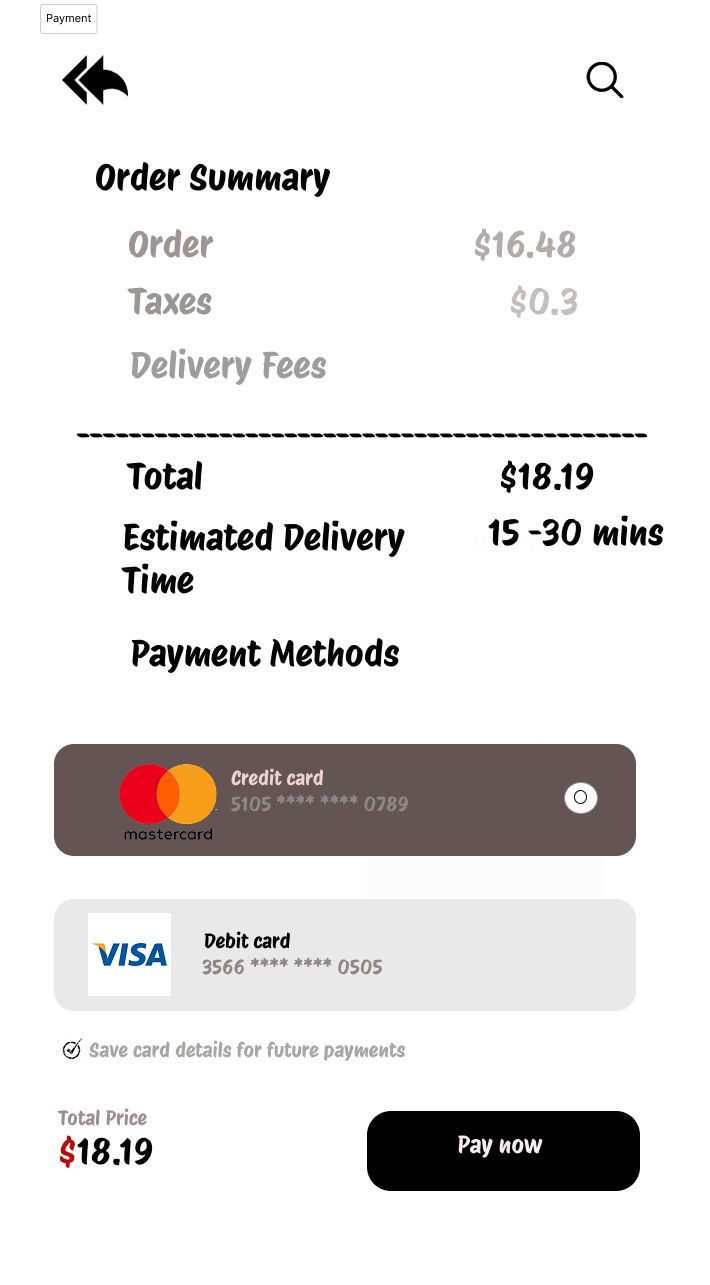 Payment
Order Summary
Order $16.48
Taxes $0.3
Delivery Fees
Total $18.19
Estimated Delivery 15 -30 mins
Time
Payment Methods
Credit card
5105 **** **** 0789
mastercard
VISA
Debit card
3566 **** **** 0505
Save card details for future payments
Total Price
$18.19
Pay now